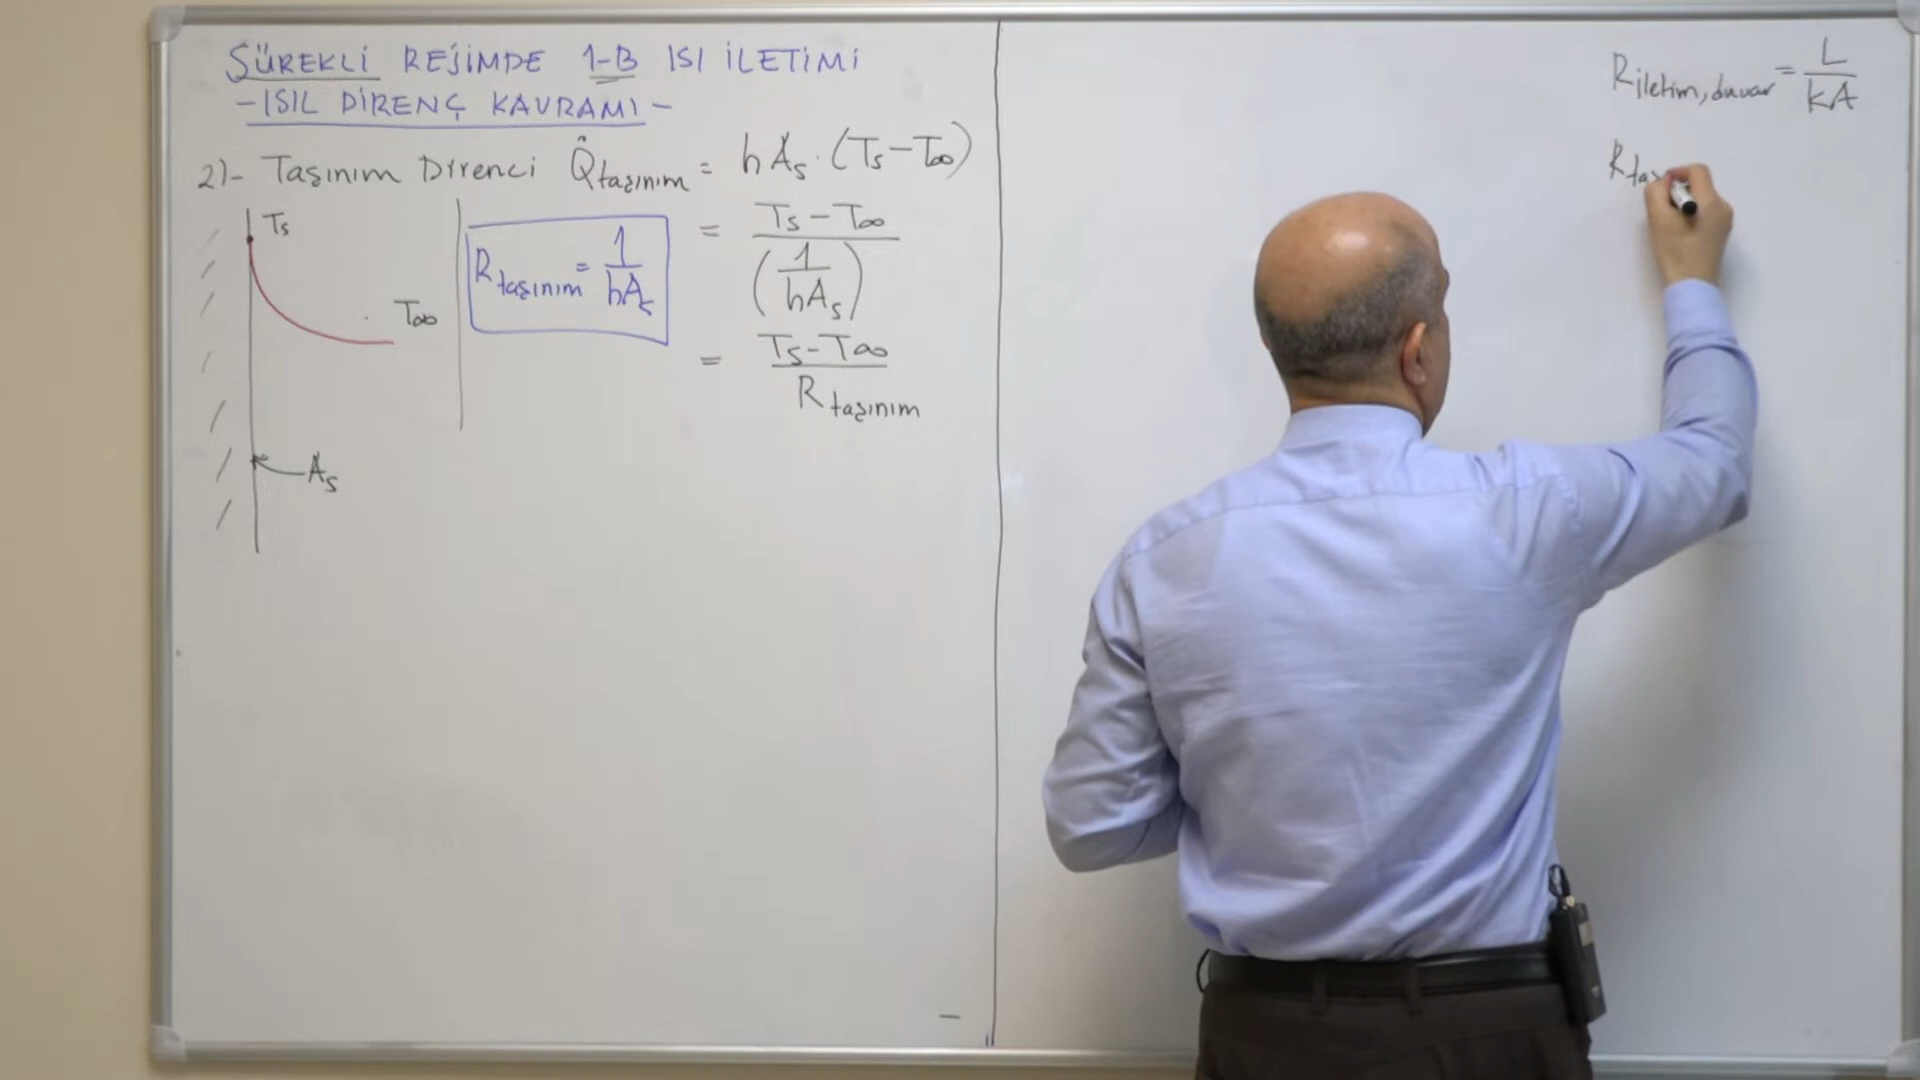 SÜREKLİ REJİMDE 1-B ISI İLETİMİ
-ISIL DİRENÇ KAVRAMI-
2)- Taşınım Direnci Q̇taşınım = hAs·(Ts-T∞)
Ts
T∞
As
Rtaşınım = 1/hAs
= Ts-T∞/(1/hAs)
= Ts-T∞/Rtaşınım
Riletim,duvar = L/kA
Rtaş